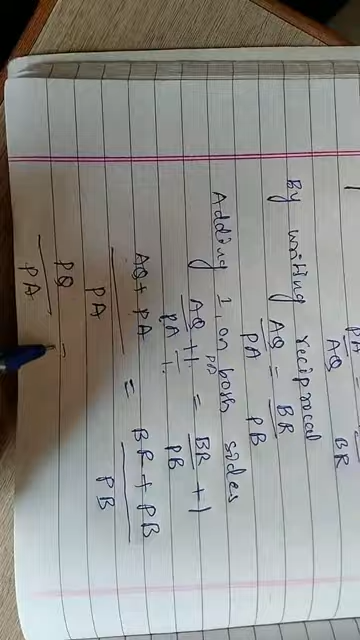 PA
AQ BR
By writing reciprocal
AQ = BR
PA PB
Adding 1, on both sides
AQ + 1 = BR + 1
PA PB
AQ + PA = BR + PB
PA PB
PQ =
PA